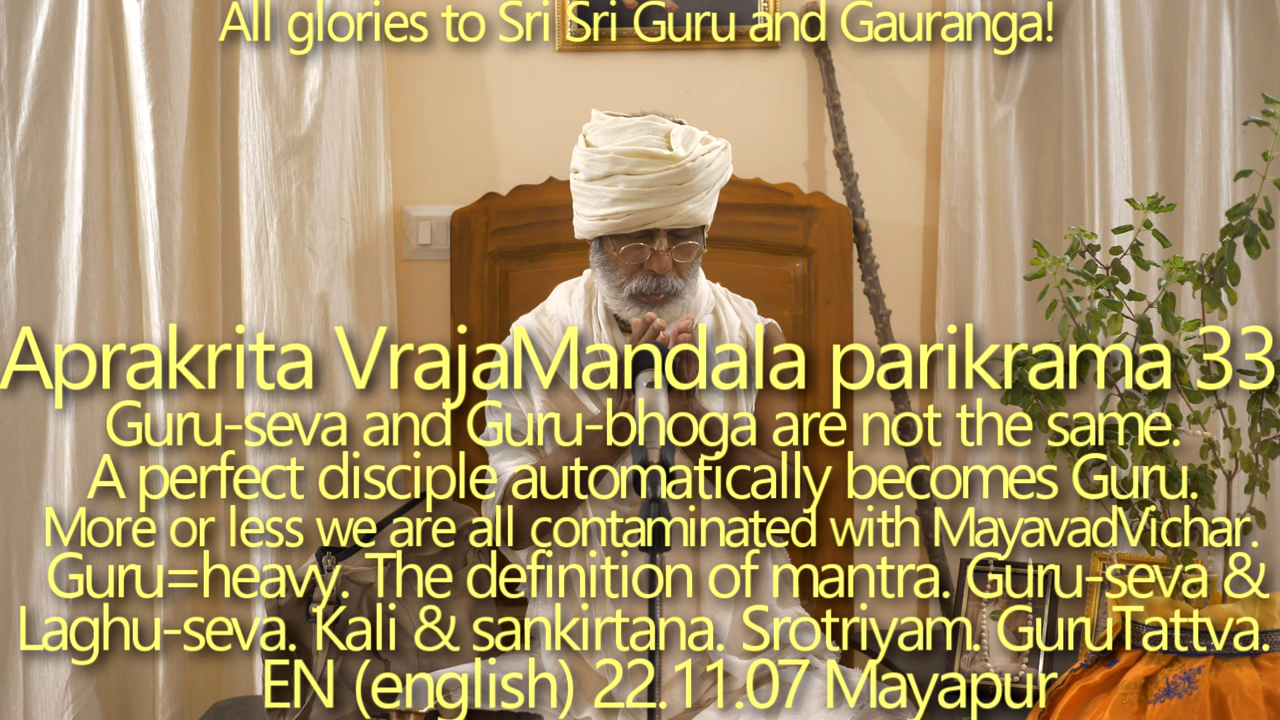 All glories to Sri Sri Guru and Gauranga!
Aprakrita VrajaMandala parikrama 33
Guru-seva and Guru-bhoga are not the same.
A perfect disciple automatically becomes Guru.
More or less we are all contaminated with MayavadVichar.
Guru=heavy. The definition of mantra. Guru-seva &
Laghu-seva. Kali & sankirtana. Srotriyam. GuruTattva.
EN (english) 22.11.07 Mayapur